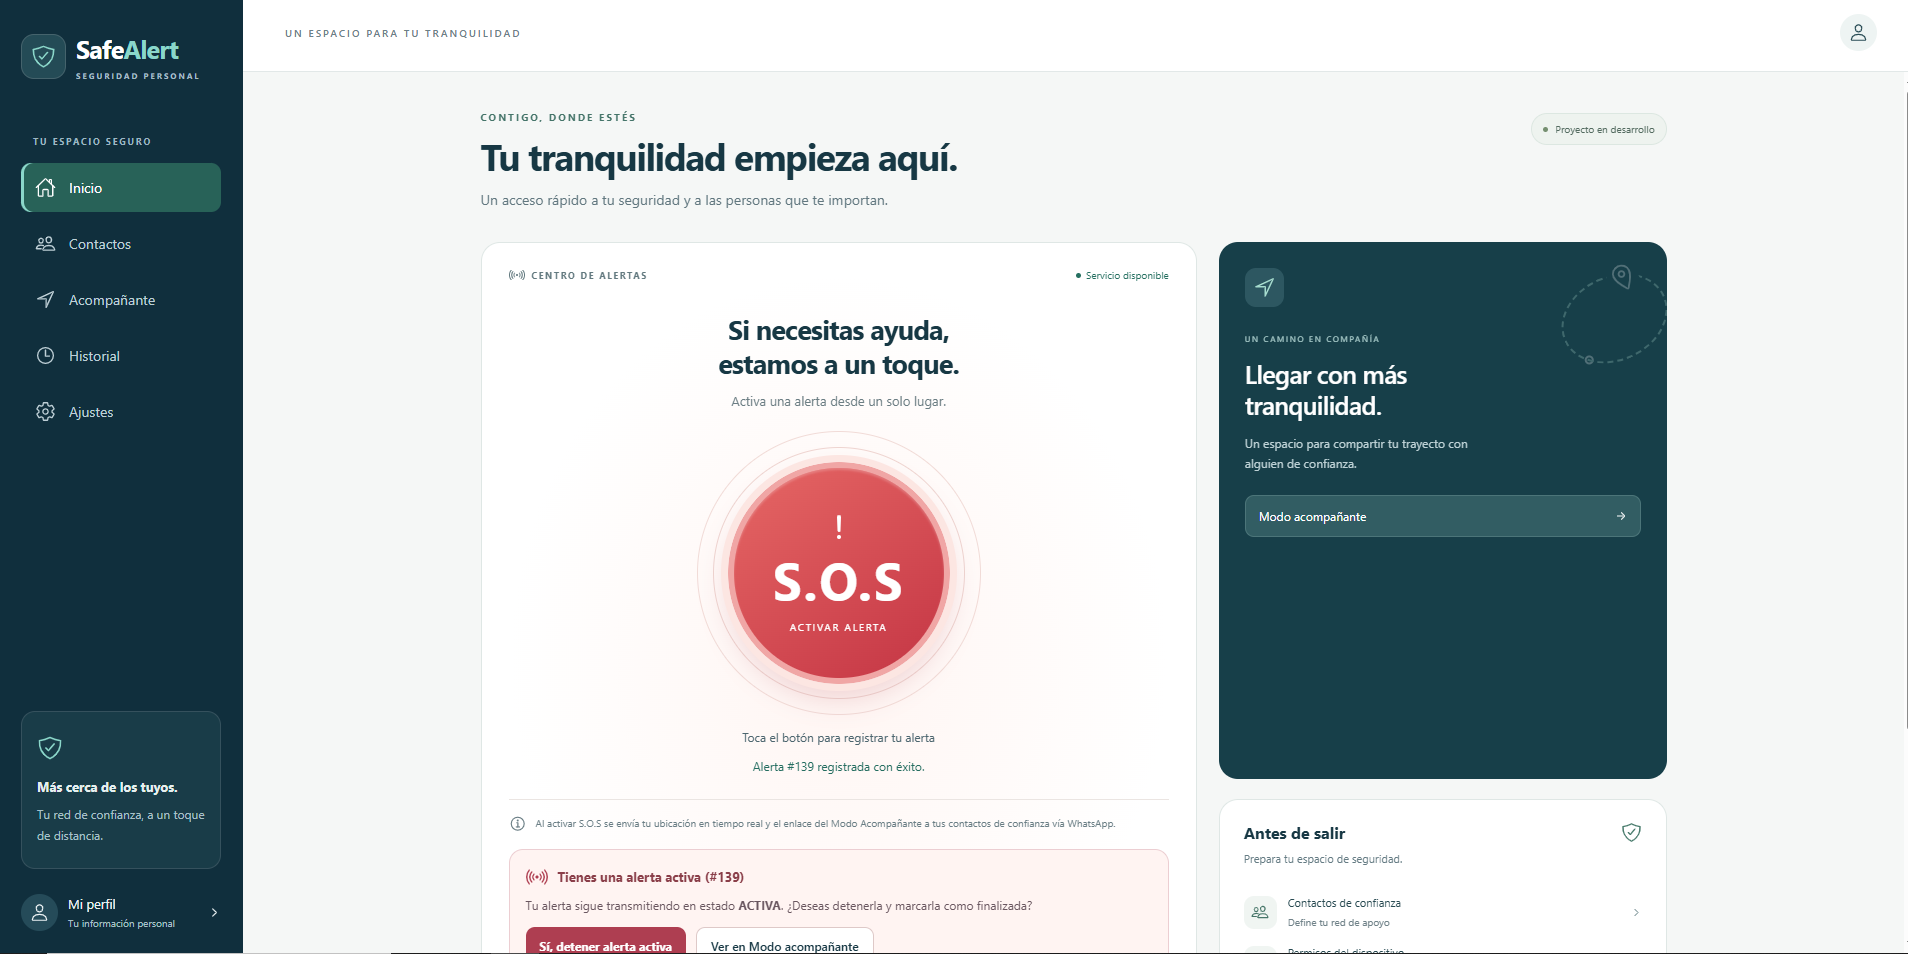 SafeAlert
SEGURIDAD PERSONAL
TU ESPACIO SEGURO
Inicio
Contactos
Acompañante
Historial
Ajustes
Más cerca de los tuyos.
Tu red de confianza, a un toque
de distancia.
Mi perfil
Tu información personal
UN ESPACIO PARA TU TRANQUILIDAD
CONTIGO, DONDE ESTÉS
Tu tranquilidad empieza aquí.
Un acceso rápido a tu seguridad y a las personas que te importan.
Proyecto en desarrollo
CENTRO DE ALERTAS
Servicio disponible
Si necesitas ayuda,
estamos a un toque.
Activa una alerta desde un solo lugar.
!
S.O.S
ACTIVAR ALERTA
Toca el botón para registrar tu alerta
Alerta #139 registrada con éxito.
Al activar S.O.S se envía tu ubicación en tiempo real y el enlace del Modo Acompañante a tus contactos de confianza vía WhatsApp.
Tienes una alerta activa (#139)
Tu alerta sigue transmitiendo en estado ACTIVA. ¿Deseas detenerla y marcarla como finalizada?
Sí, detener alerta activa
Ver en Modo acompañante
UN CAMINO EN COMPAÑÍA
Llegar con más
tranquilidad.
Un espacio para compartir tu trayecto con
alguien de confianza.
Modo acompañante
Antes de salir
Prepara tu espacio de seguridad.
Contactos de confianza
Define tu red de apoyo
Permisos del dispositivo